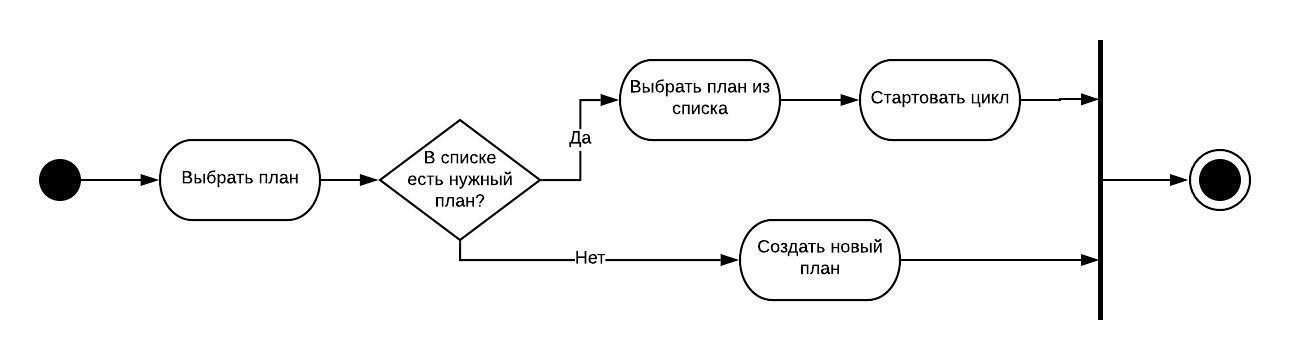 Выбрать план
В списке
есть нужный
план?
Да
Выбрать план из
списка
Стартовать цикл
Нет
Создать новый
план